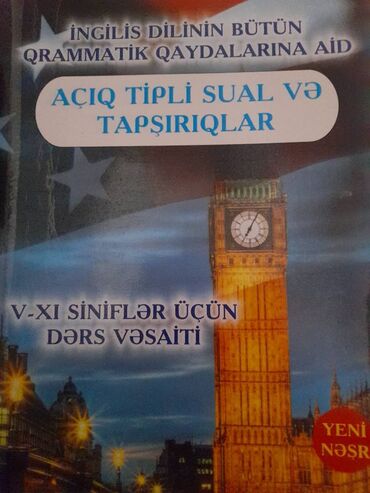 İNGİLİS DİLİNİN BÜTÜN
QRAMMATİK QAYDALARINA AİD
AÇIQ TİPLİ SUAL VƏ
TAPŞIRIQLAR
V-XI SİNİFLƏR ÜÇÜN
DƏRS VƏSAİTİ
YENİ
NƏŞR